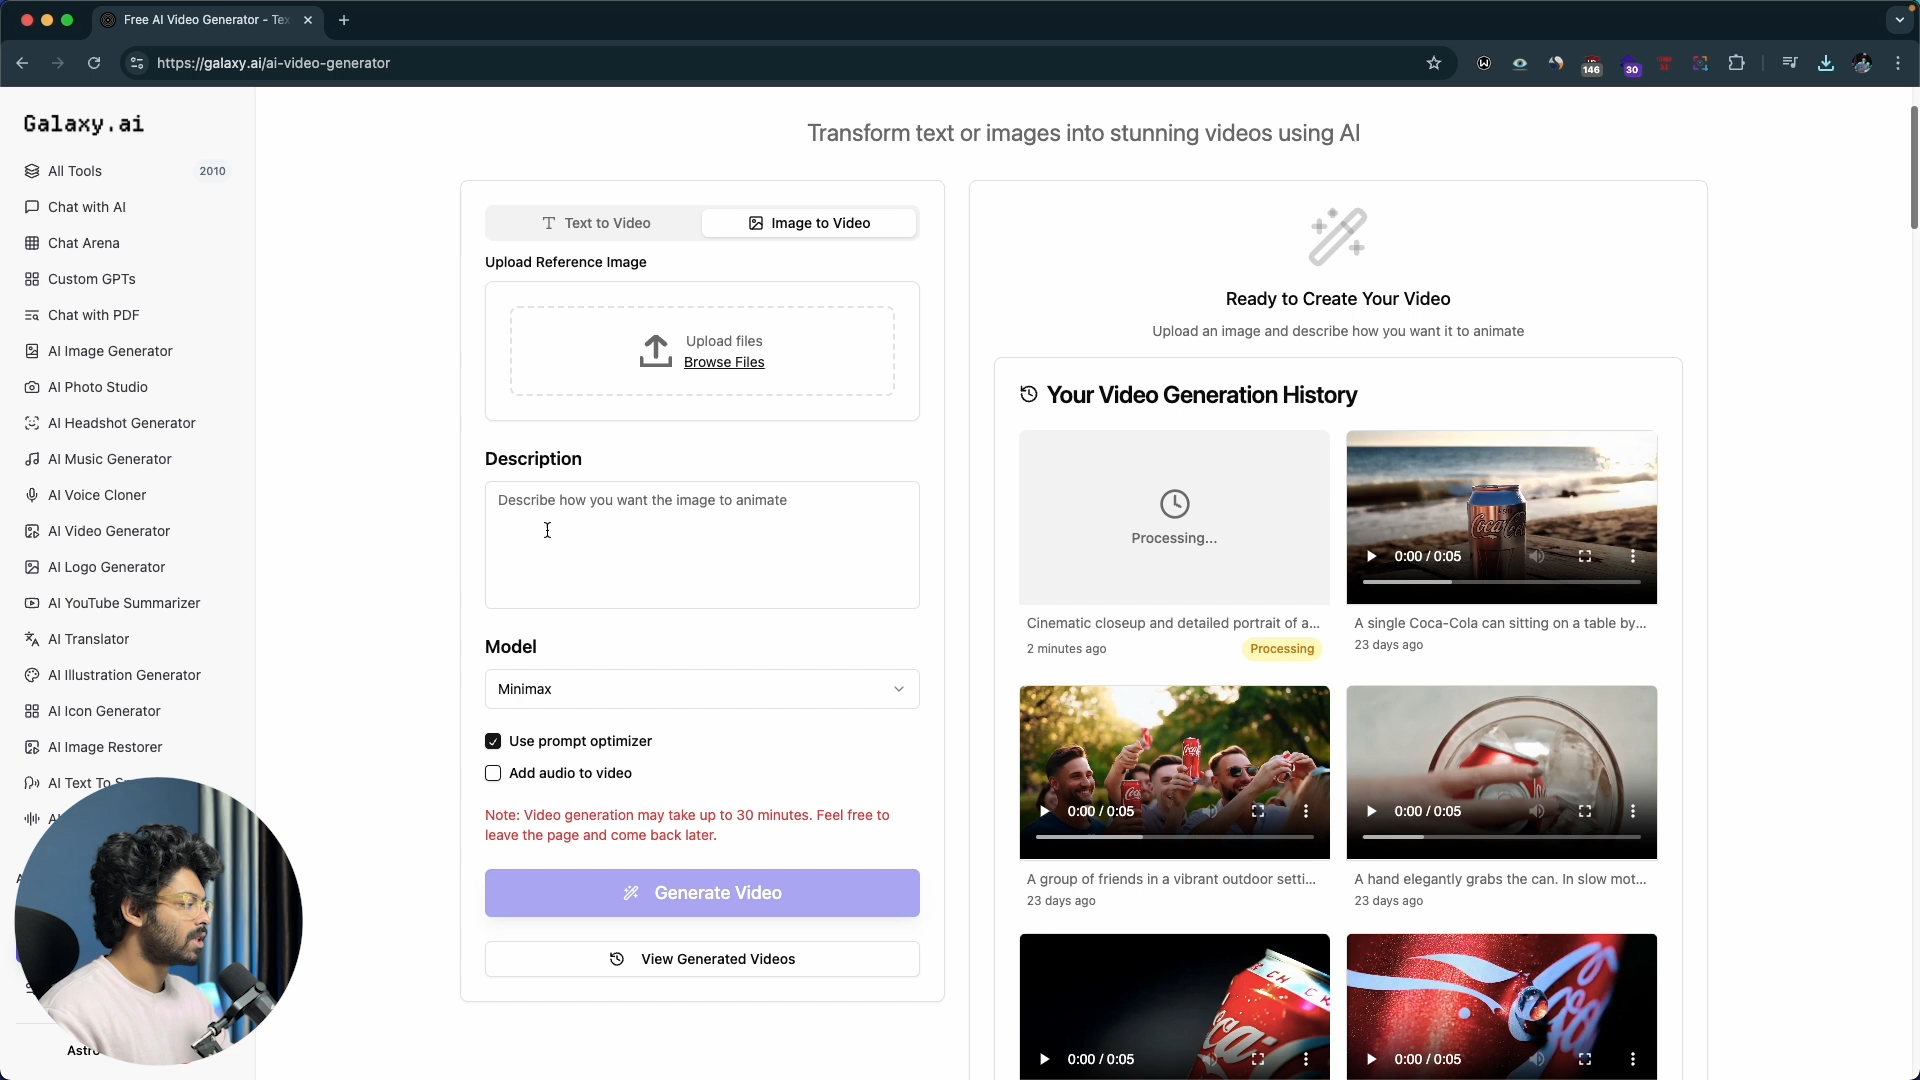 Free AI Video Generator - Tex
https://galaxy.ai/ai-video-generator
146
30
Galaxy.ai
All Tools 2010
Chat with AI
Chat Arena
Custom GPTs
Chat with PDF
AI Image Generator
AI Photo Studio
AI Headshot Generator
AI Music Generator
AI Voice Cloner
AI Video Generator
AI Logo Generator
AI YouTube Summarizer
AI Translator
AI Illustration Generator
AI Icon Generator
AI Image Restorer
AI Text To
Astro
Transform text or images into stunning videos using AI
Text to Video
Image to Video
Upload Reference Image
Upload files
Browse Files
Description
Describe how you want the image to animate
Model
Minimax
Use prompt optimizer
Add audio to video
Note: Video generation may take up to 30 minutes. Feel free to
leave the page and come back later.
Generate Video
View Generated Videos
Ready to Create Your Video
Upload an image and describe how you want it to animate
Your Video Generation History
Processing...
Cinematic closeup and detailed portrait of a...
2 minutes ago
Processing
Coca-Cola
0:00 / 0:05
A single Coca-Cola can sitting on a table by...
23 days ago
0:00 / 0:05
A group of friends in a vibrant outdoor setti...
23 days ago
0:00 / 0:05
A hand elegantly grabs the can. In slow mot...
23 days ago
0:00 / 0:05
0:00 / 0:05